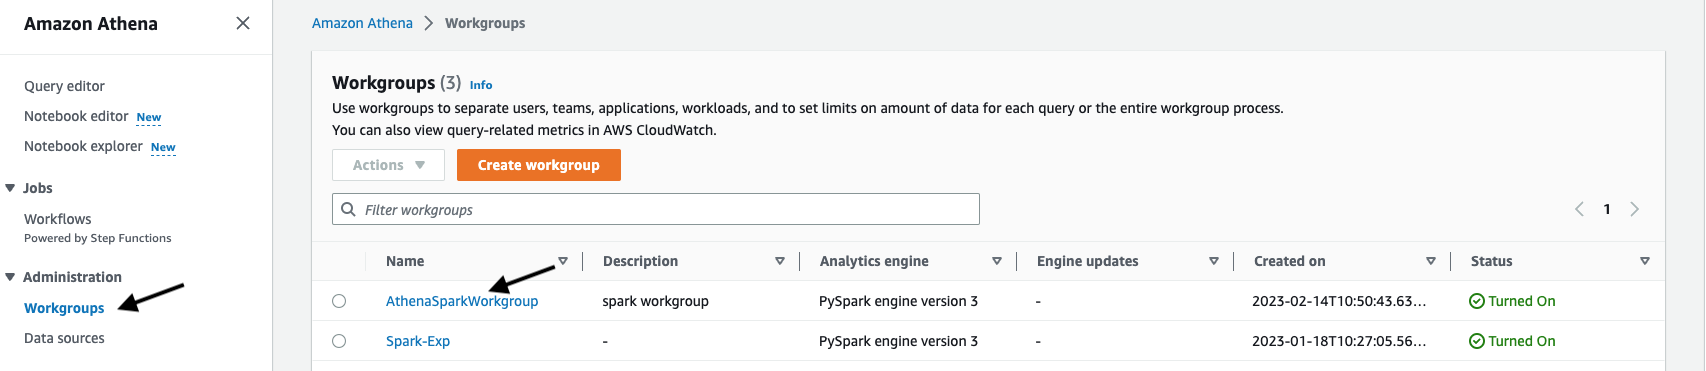 Amazon Athena
Query editor
Notebook editor New
Notebook explorer New
Jobs
Workflows
Powered by Step Functions
Administration
Workgroups
Data sources
Amazon Athena > Workgroups
Workgroups (3) Info
Use workgroups to separate users, teams, applications, workloads, and to set limits on amount of data for each query or the entire workgroup process.
You can also view query-related metrics in AWS CloudWatch.
Actions Create workgroup
Filter workgroups
1
Name Description Analytics engine Engine updates Created on Status
AthenaSparkWorkgroup spark workgroup PySpark engine version 3 - 2023-02-14T10:50:43.63... Turned On
Spark-Exp - PySpark engine version 3 - 2023-01-18T10:27:05.56... Turned On